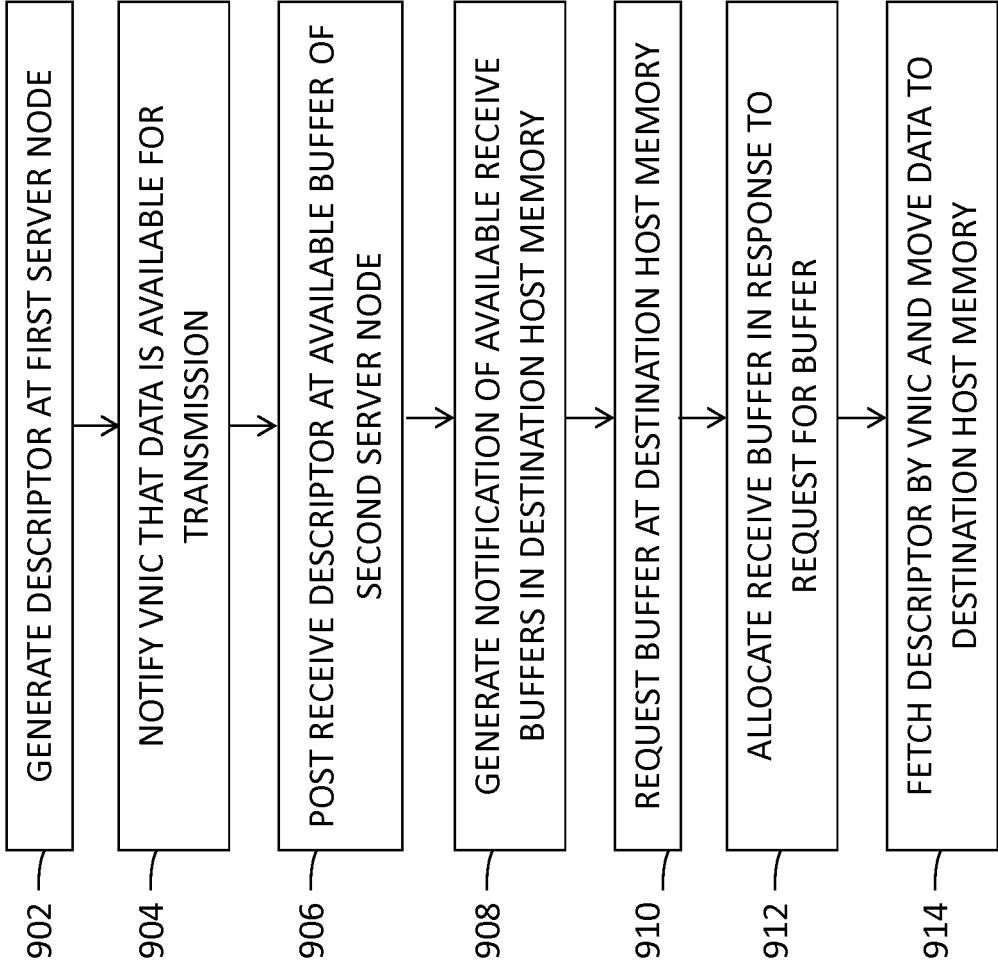 902
GENERATE DESCRIPTOR AT FIRST SERVER NODE
904
NOTIFY VNIC THAT DATA IS AVAILABLE FOR
TRANSMISSION
906
POST RECEIVE DESCRIPTOR AT AVAILABLE BUFFER OF
SECOND SERVER NODE
908
GENERATE NOTIFICATION OF AVAILABLE RECEIVE
BUFFERS IN DESTINATION HOST MEMORY
910
REQUEST BUFFER AT DESTINATION HOST MEMORY
912
ALLOCATE RECEIVE BUFFER IN RESPONSE TO
REQUEST FOR BUFFER
914
FETCH DESCRIPTOR BY VNIC AND MOVE DATA TO
DESTINATION HOST MEMORY